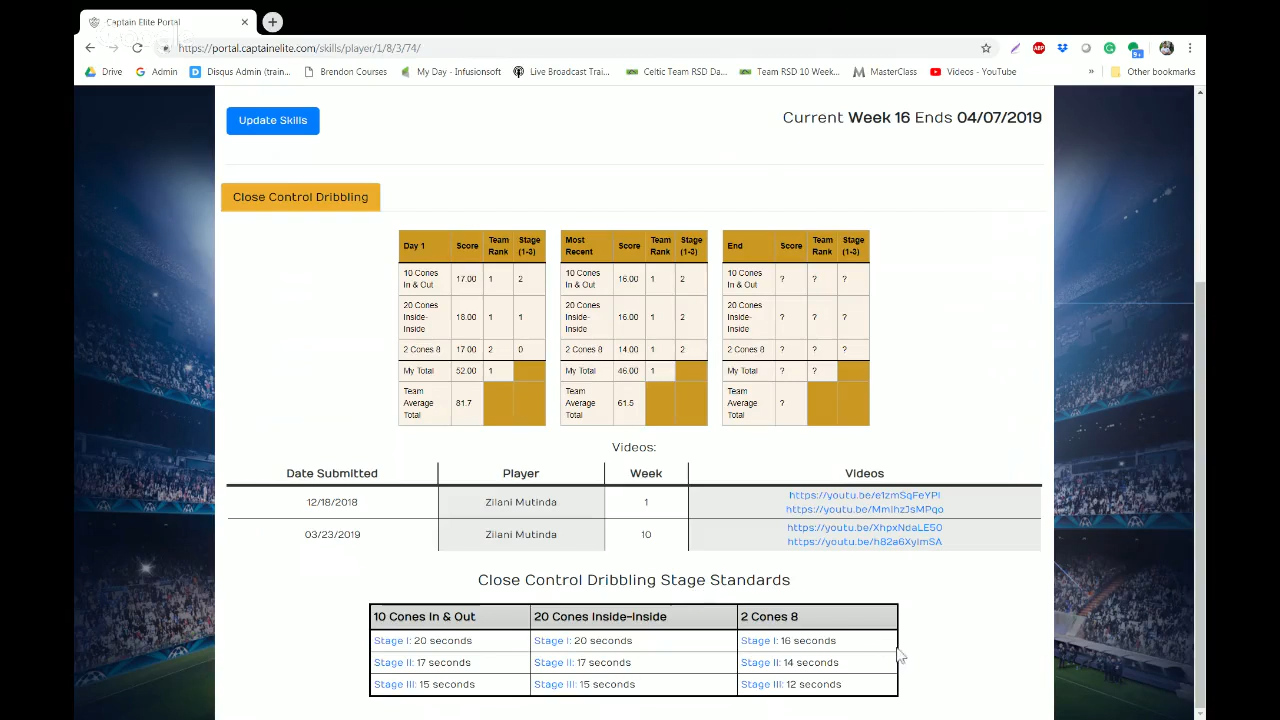 Captain Elite Portal
https://portal.captainelite.com/skills/player/1/8/3/74/
ABP
9+
Drive
Admin
Disqus Admin (train...
Brendon Courses
My Day - Infusionsoft
Live Broadcast Trai...
Celtic Team RSD Da...
Team RSD 10 Week...
MasterClass
Videos - YouTube
»
Other bookmarks
Update Skills
Current Week 16 Ends 04/07/2019
Close Control Dribbling
Day 1 Score Team Rank Stage (1-3)
10 Cones In & Out 17.00 1 2
20 Cones Inside-Inside 18.00 1 1
2 Cones 8 17.00 2 0
My Total 52.00 1
Team Average Total 81.7
Most Recent Score Team Rank Stage (1-3)
10 Cones In & Out 16.00 1 2
20 Cones Inside-Inside 16.00 1 2
2 Cones 8 14.00 1 2
My Total 46.00 1
Team Average Total 61.5
End Score Team Rank Stage (1-3)
10 Cones In & Out ? ? ?
20 Cones Inside-Inside ? ? ?
2 Cones 8 ? ? ?
My Total ? ?
Team Average Total ?
Videos:
Date Submitted Player Week Videos
12/18/2018 Zilani Mutinda 1 https://youtu.be/e1zmSqFeYPI
https://youtu.be/MmlhzJsMPqo
03/23/2019 Zilani Mutinda 10 https://youtu.be/XhpxNdaLE50
https://youtu.be/h82a6XylmSA
Close Control Dribbling Stage Standards
10 Cones In & Out 20 Cones Inside-Inside 2 Cones 8
Stage I: 20 seconds Stage I: 20 seconds Stage I: 16 seconds
Stage II: 17 seconds Stage II: 17 seconds Stage II: 14 seconds
Stage III: 15 seconds Stage III: 15 seconds Stage III: 12 seconds